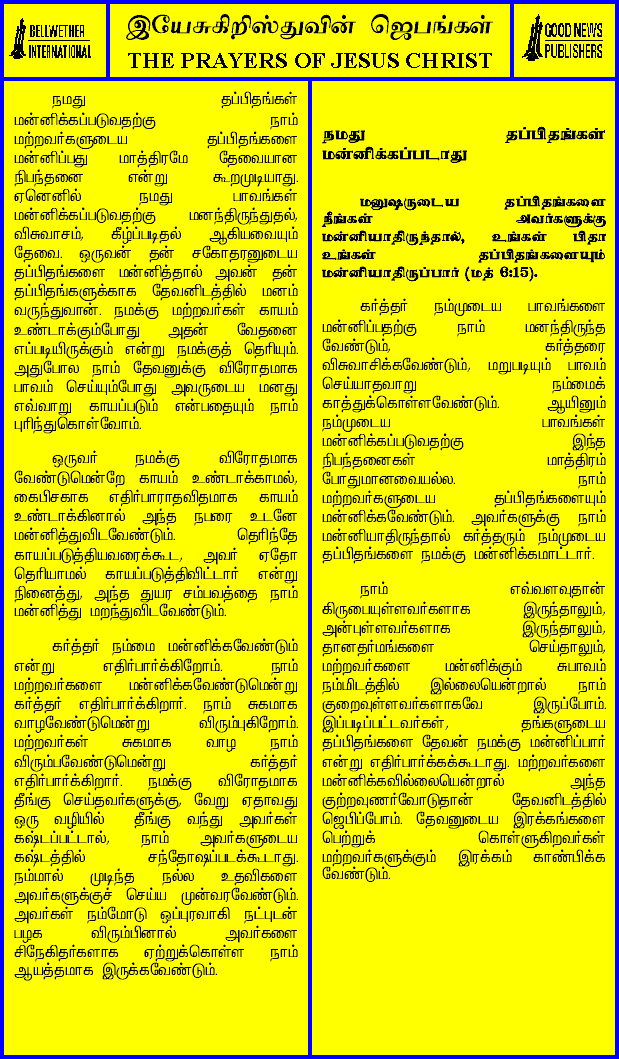 BELLWETHER
INTERNATIONAL
இயேசுகிறிஸ்துவின் ஜெபங்கள்
THE PRAYERS OF JESUS CHRIST
GOOD NEWS
PUBLISHERS
நமது தப்பிதங்கள்
மன்னிக்கப்படுவதற்கு நாம்
மற்றவர்களுடைய தப்பிதங்களை
மன்னிப்பது மாத்திரமே தேவையான
நிபந்தனை என்று கூறமுடியாது.
ஏனெனில் நமது பாவங்கள்
மன்னிக்கப்படுவதற்கு மனந்திருந்துதல்,
விசுவாசம், கீழ்ப்படிதல் ஆகியவையும்
தேவை. ஒருவன் தன் சகோதரனுடைய
தப்பிதங்களை மன்னித்தால் அவன் தன்
தப்பிதங்களுக்காக தேவனிடத்தில் மனம்
வருந்துவான். நமக்கு மற்றவர்கள் காயம்
உண்டாக்கும்போது அதன் வேதனை
எப்படியிருக்கும் என்று நமக்குத் தெரியும்.
அதுபோல நாம் தேவனுக்கு விரோதமாக
பாவம் செய்யும்போது அவருடைய மனது
எவ்வாறு காயப்படும் என்பதையும் நாம்
புரிந்துகொள்வோம்.
ஒருவர் நமக்கு விரோதமாக
வேண்டுமென்றே காயம் உண்டாக்காமல்,
கைபிசகாக எதிர்பாராதவிதமாக காயம்
உண்டாக்கினால் அந்த நபரை உடனே
மன்னித்துவிடவேண்டும். தெரிந்தே
காயப்படுத்தியவரைக்கூட, அவர் ஏதோ
தெரியாமல் காயப்படுத்திவிட்டார் என்று
நினைத்து, அந்த துயர சம்பவத்தை நாம்
மன்னித்து மறந்துவிடவேண்டும்.
கர்த்தர் நம்மை மன்னிக்கவேண்டும்
என்று எதிர்பார்க்கிறோம். நாம்
மற்றவர்களை மன்னிக்கவேண்டுமென்று
கர்த்தர் எதிர்பார்க்கிறார். நாம் சுகமாக
வாழவேண்டுமென்று விரும்புகிறோம்.
மற்றவர்கள் சுகமாக வாழ நாம்
விரும்பவேண்டுமென்று கர்த்தர்
எதிர்பார்க்கிறார். நமக்கு விரோதமாக
தீங்கு செய்தவர்களுக்கு, வேறு ஏதாவது
ஒரு வழியில் தீங்கு வந்து அவர்கள்
கஷ்டப்பட்டால், நாம் அவர்களுடைய
கஷ்டத்தில் சந்தோஷப்படக்கூடாது.
நம்மால் முடிந்த நல்ல உதவிகளை
அவர்களுக்குச் செய்ய முன்வரவேண்டும்.
அவர்கள் நம்மோடு ஒப்புரவாகி நட்புடன்
பழக விரும்பினால் அவர்களை
சிநேகிதர்களாக ஏற்றுக்கொள்ள நாம்
ஆயத்தமாக இருக்கவேண்டும்.
நமது தப்பிதங்கள்
மன்னிக்கப்படாது
மனுஷருடைய தப்பிதங்களை
நீங்கள் அவர்களுக்கு
மன்னியாதிருந்தால், உங்கள் பிதா
உங்கள் தப்பிதங்களையும்
மன்னியாதிருப்பார் (மத் 6:15).
கர்த்தர் நம்முடைய பாவங்களை
மன்னிப்பதற்கு நாம் மனந்திருந்த
வேண்டும், கர்த்தரை
விசுவாசிக்கவேண்டும், மறுபடியும் பாவம்
செய்யாதவாறு நம்மைக்
காத்துக்கொள்ளவேண்டும். ஆயினும்
நம்முடைய பாவங்கள்
மன்னிக்கப்படுவதற்கு இந்த
நிபந்தனைகள் மாத்திரம்
போதுமானவையல்ல. நாம்
மற்றவர்களுடைய தப்பிதங்களையும்
மன்னிக்கவேண்டும். அவர்களுக்கு நாம்
மன்னியாதிருந்தால் கர்த்தரும் நம்முடைய
தப்பிதங்களை நமக்கு மன்னிக்கமாட்டார்.
நாம் எவ்வளவுதான்
கிருபையுள்ளவர்களாக இருந்தாலும்,
அன்புள்ளவர்களாக இருந்தாலும்,
தானதர்மங்களை செய்தாலும்,
மற்றவர்களை மன்னிக்கும் சுபாவம்
நம்மிடத்தில் இல்லையென்றால் நாம்
குறைவுள்ளவர்களாகவே இருப்போம்.
இப்படிப்பட்டவர்கள், தங்களுடைய
தப்பிதங்களை தேவன் நமக்கு மன்னிப்பார்
என்று எதிர்பார்க்கக்கூடாது. மற்றவர்களை
மன்னிக்கவில்லையென்றால் அந்த
குற்றவுணர்வோடுதான் தேவனிடத்தில்
ஜெபிப்போம். தேவனுடைய இரக்கங்களை
பெற்றுக் கொள்ளுகிறவர்கள்
மற்றவர்களுக்கும் இரக்கம் காண்பிக்க
வேண்டும்.